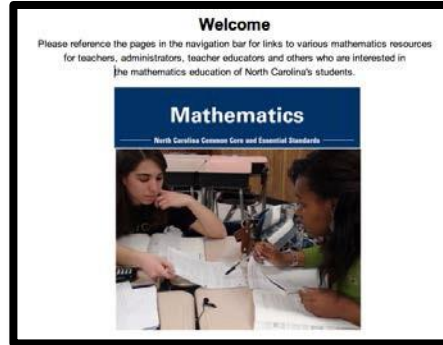 Welcome
Please reference the pages in the navigation bar for links to various mathematics resources
for teachers, administrators, teacher educators and others who are interested in
the mathematics education of North Carolina's students.
Mathematics
North Carolina Common Core and Essential Standards